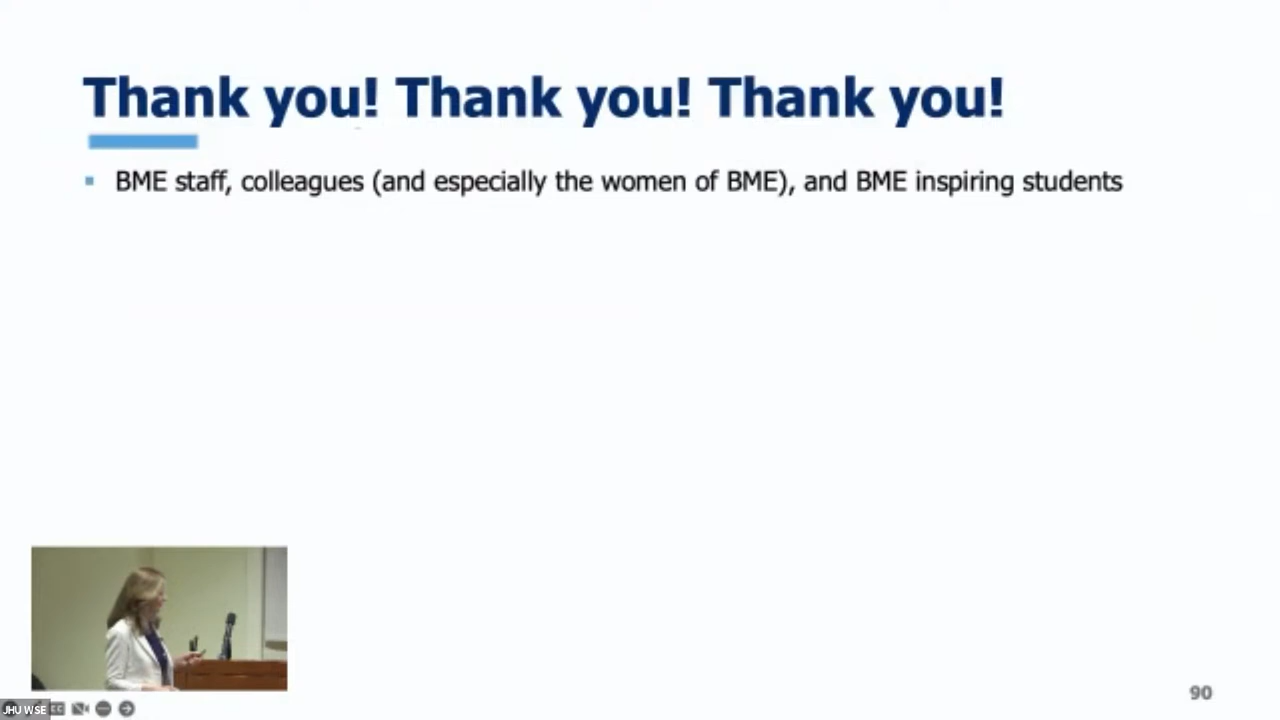 Thank you! Thank you! Thank you!
BME staff, colleagues (and especially the women of BME), and BME inspiring students
90
JHU WSE
CC